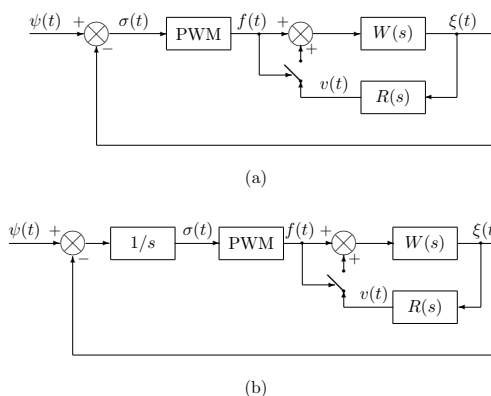 ψ(t) + − σ(t) PWM f(t) + + W(s) ξ(t)
v(t) R(s)
(a)
ψ(t) + − 1/s σ(t) PWM f(t) + + W(s) ξ(t
v(t) R(s)
(b)